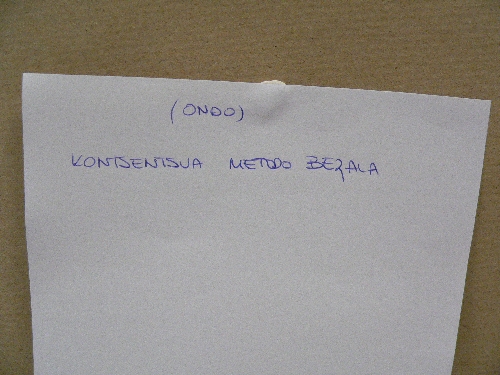 (ONDO)
KONTSENTSUA METODO BEZALA